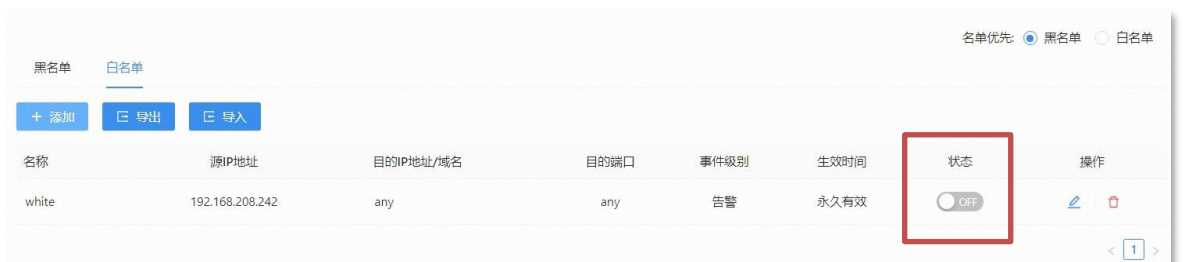 名单优先: 黑名单 白名单
黑名单 白名单
+ 添加 导出 导入
名称 源IP地址 目的IP地址/域名 目的端口 事件级别 生效时间 状态 操作
white 192.168.208.242 any any 告警 永久有效 OFF
< 1 >